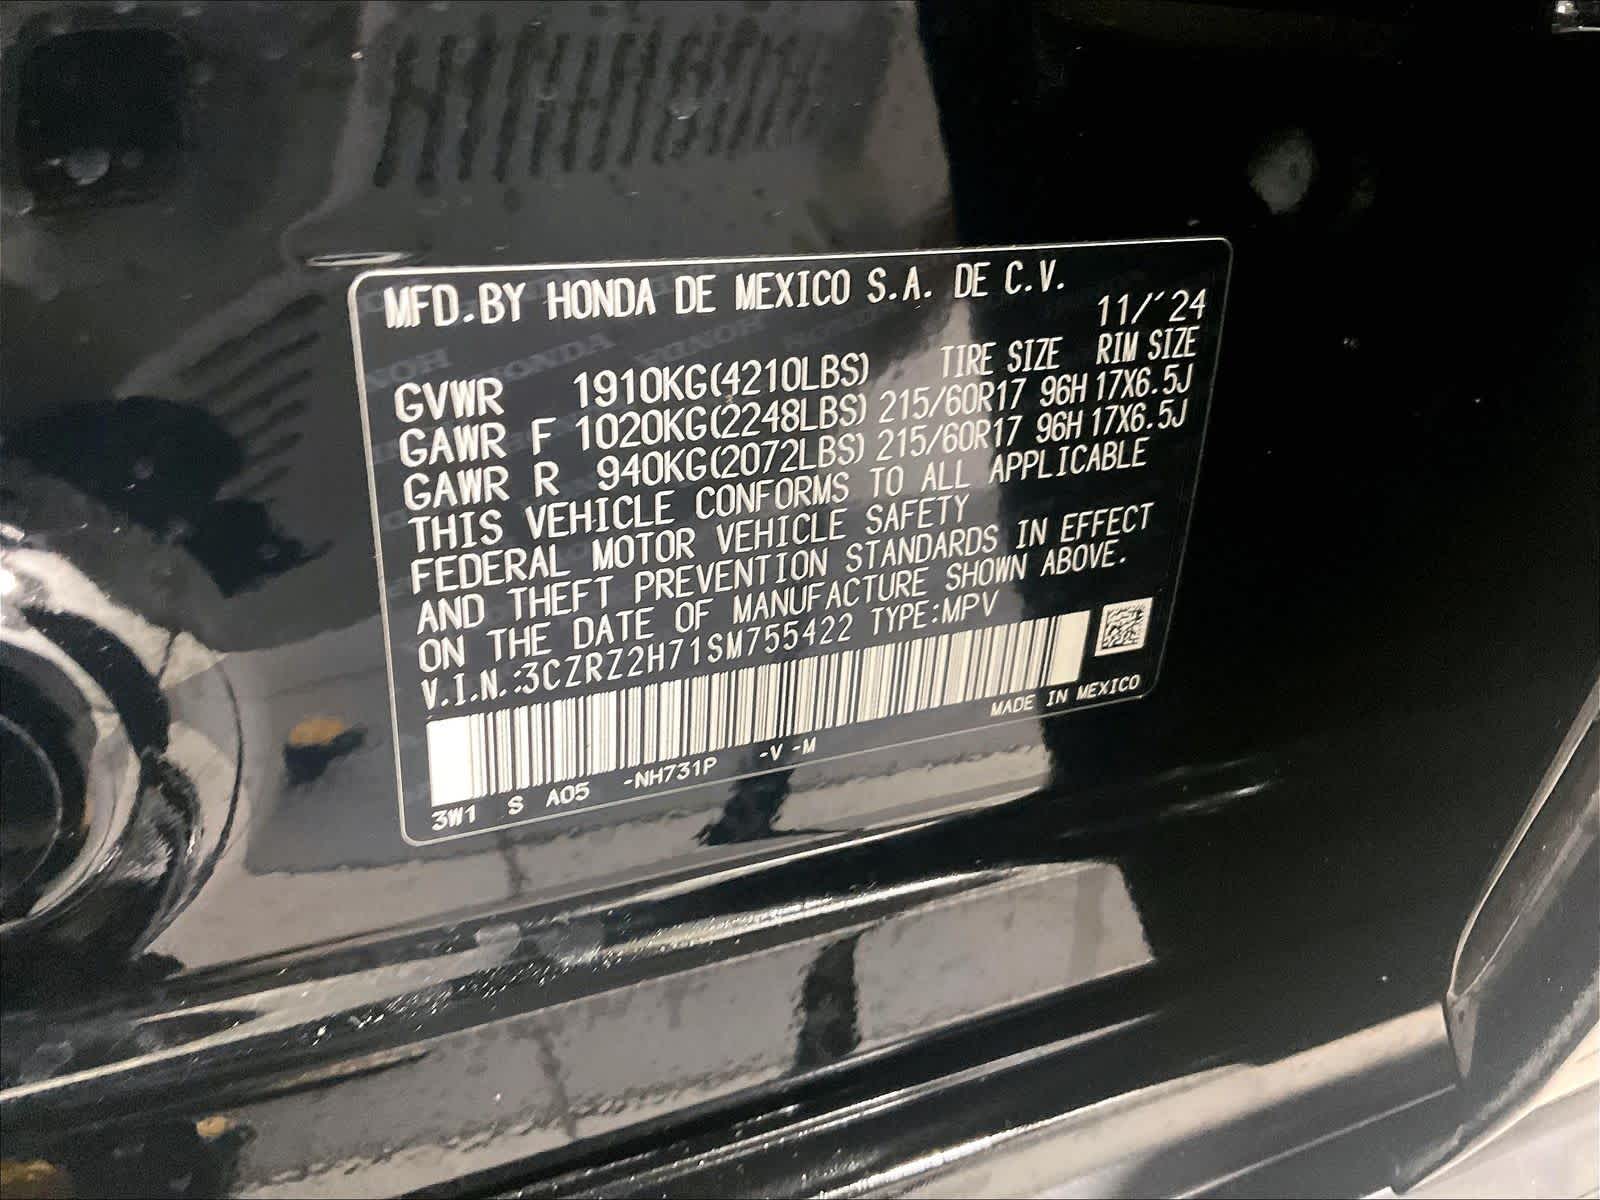 MFD.BY HONDA DE MEXICO S.A. DE C.V.
11/'24
TIRE SIZE RIM SIZE
GVWR 1910KG(4210LBS)
GAWR F 1020KG(2248LBS) 215/60R17 96H 17X6.5J
GAWR R 940KG(2072LBS) 215/60R17 96H 17X6.5J
THIS VEHICLE CONFORMS TO ALL APPLICABLE
FEDERAL MOTOR VEHICLE SAFETY
AND THEFT PREVENTION STANDARDS IN EFFECT
ON THE DATE OF MANUFACTURE SHOWN ABOVE.
V.I.N.:3CZRZ2H71SM755422 TYPE:MPV
MADE IN MEXICO
3W1 S A05 -NH731P -V -M